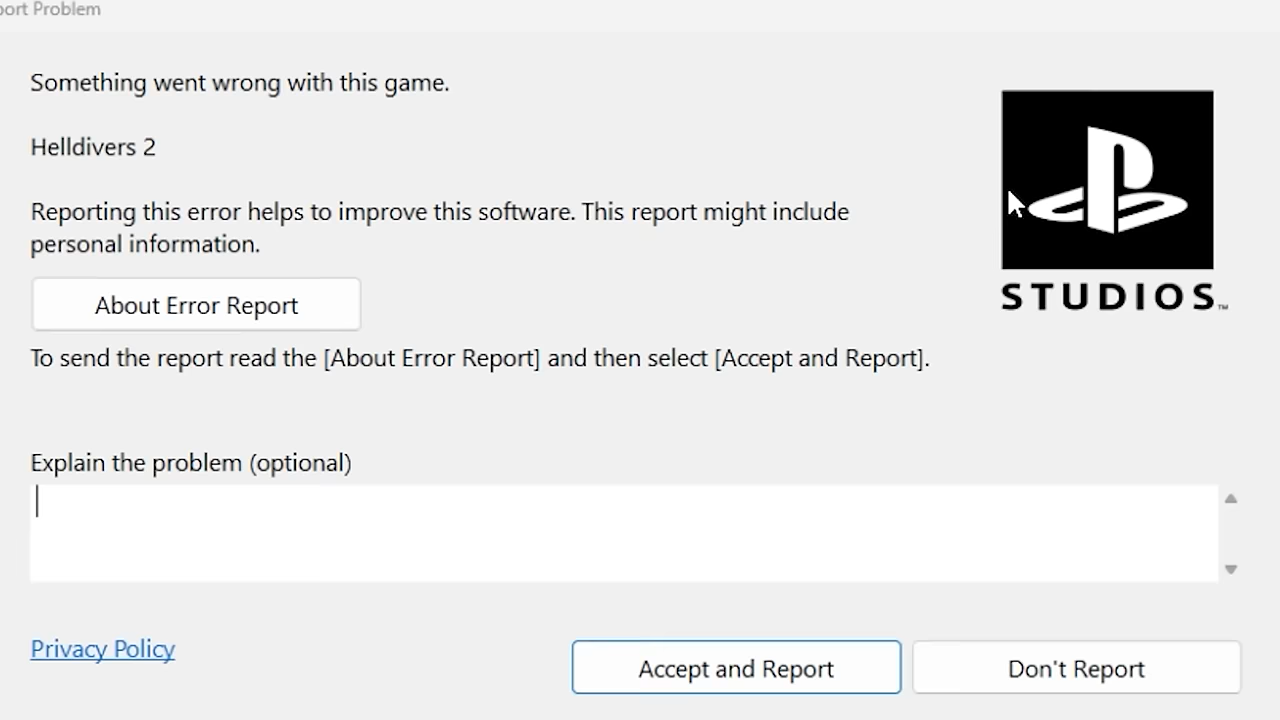 ort Problem
Something went wrong with this game.
Helldivers 2
Reporting this error helps to improve this software. This report might include
personal information.
STUDIOS™
About Error Report
To send the report read the [About Error Report] and then select [Accept and Report].
Explain the problem (optional)
Privacy Policy
Accept and Report
Don't Report